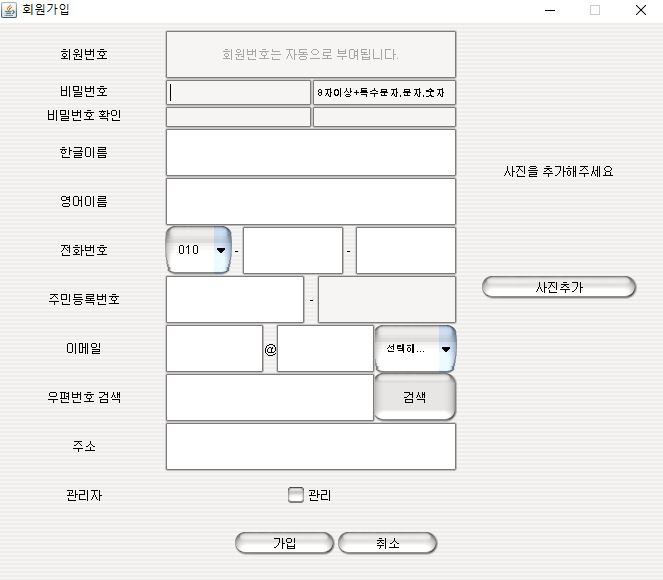 회원가입
회원번호 회원번호는 자동으로 부여됩니다.
비밀번호 8자이상+특수문자,문자,숫자
비밀번호 확인
한글이름
사진을 추가해주세요
영어이름
전화번호 010 - -
사진추가
주민등록번호 -
이메일 @ 선택해...
우편번호 검색 검색
주소
관리자 관리
가입 취소